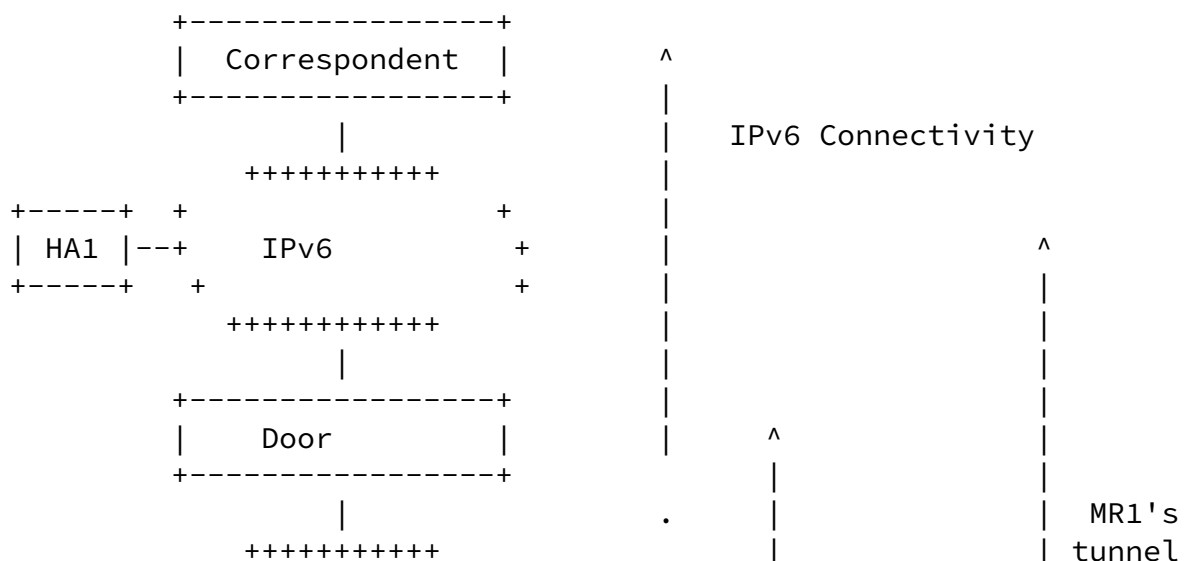 +-----------------+
|  Correspondent  |        ^
+-----------------+        |
|                 |   IPv6 Connectivity
+++++++++++             |
+-----+  +                 +        |
| HA1 |--+    IPv6          +       |                    ^
+-----+   +                 +       |                    |
++++++++++++            |                    |
|                 |                    |
+-----------------+        |                    |
|    Door         |        |     ^              |
+-----------------+              |              |
|                 .     |              |  MR1's
+++++++++++                   |              | tunnel